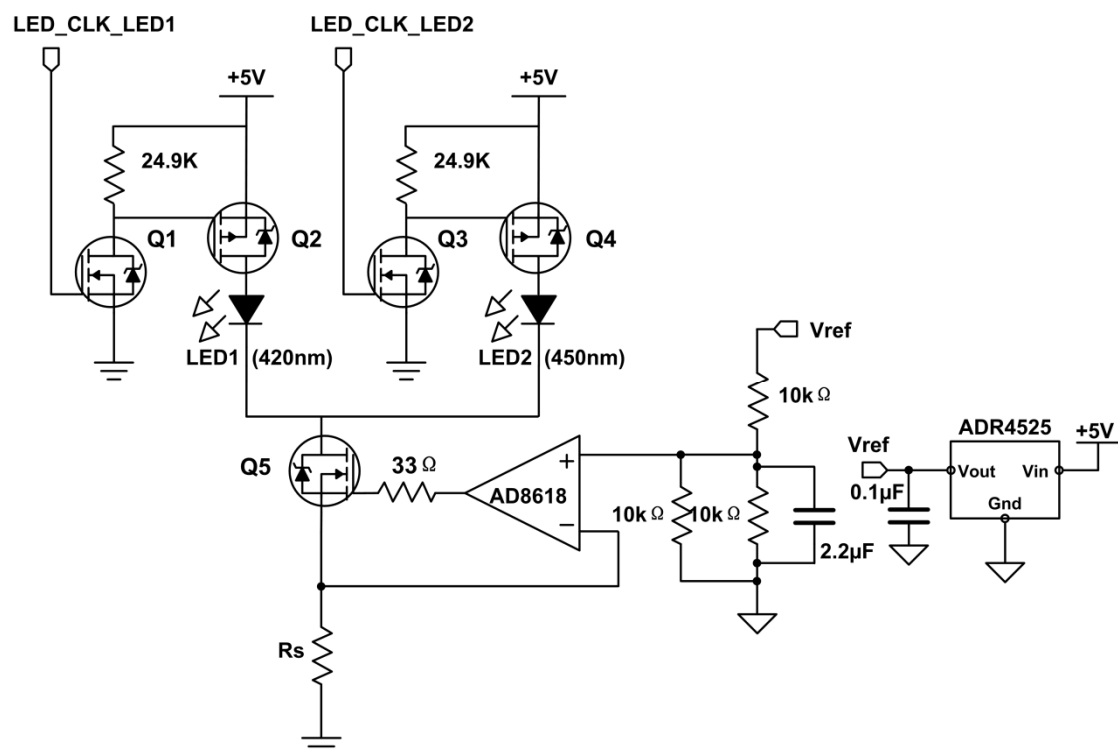 LED_CLK_LED1
LED_CLK_LED2
+5V
+5V
24.9K
24.9K
Q1
Q2
Q3
Q4
LED1 (420nm)
LED2 (450nm)
Vref
10k Ω
ADR4525
+5V
Vref
Vout
Vin
Gnd
0.1µF
Q5
33 Ω
+
AD8618
−
10k Ω
10k Ω
2.2µF
Rs